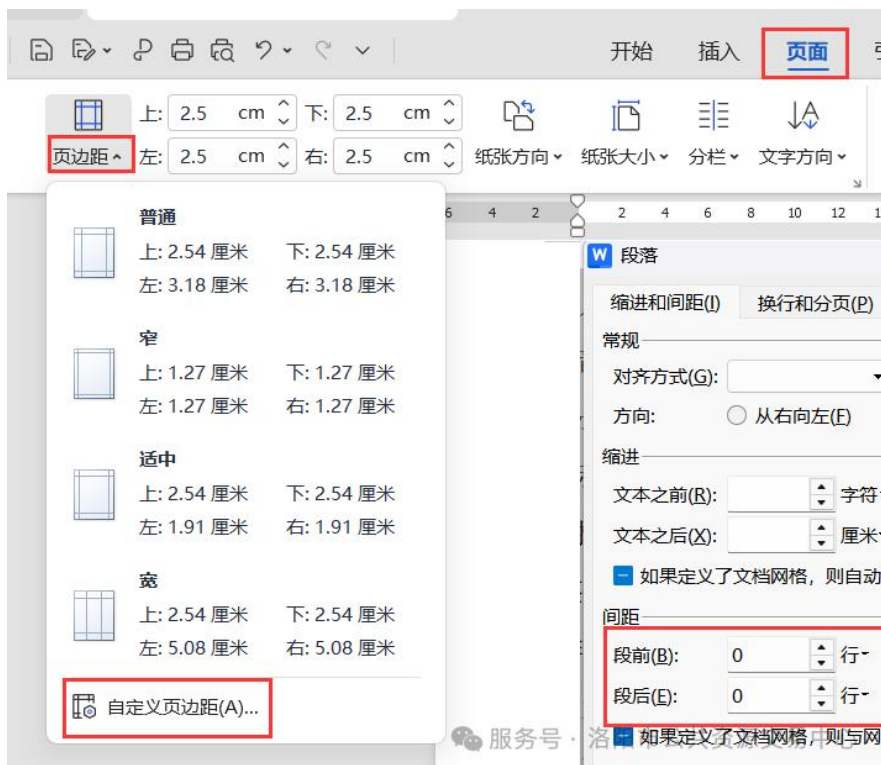 开始 插入 页面
上: 2.5 cm 下: 2.5 cm
页边距 左: 2.5 cm 右: 2.5 cm 纸张方向 纸张大小 分栏 文字方向
普通
上: 2.54 厘米 下: 2.54 厘米
左: 3.18 厘米 右: 3.18 厘米
窄
上: 1.27 厘米 下: 1.27 厘米
左: 1.27 厘米 右: 1.27 厘米
适中
上: 2.54 厘米 下: 2.54 厘米
左: 1.91 厘米 右: 1.91 厘米
宽
上: 2.54 厘米 下: 2.54 厘米
左: 5.08 厘米 右: 5.08 厘米
自定义页边距(A)...
6 4 2 2 4 6 8 10 12
W 段落
缩进和间距(I) 换行和分页(P)
常规
对齐方式(G):
方向: 从右向左(F)
缩进
文本之前(R): 字符
文本之后(X): 厘米
如果定义了文档网格，则自动
间距
段前(B): 0 行
段后(E): 0 行
如果定义了文档网格，则与网
服务号 · 洛